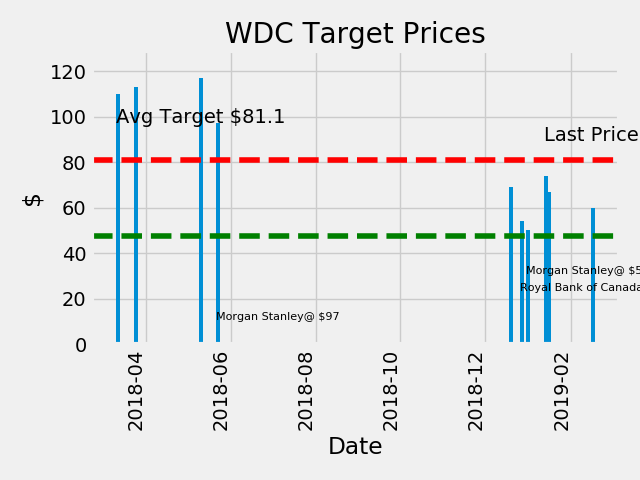 WDC Target Prices
120
100
80
60
40
20
0
$
Avg Target $81.1
Last Price
Morgan Stanley@ $5
Royal Bank of Canada
Morgan Stanley@ $97
2018-04
2018-06
2018-08
2018-10
2018-12
2019-02
Date